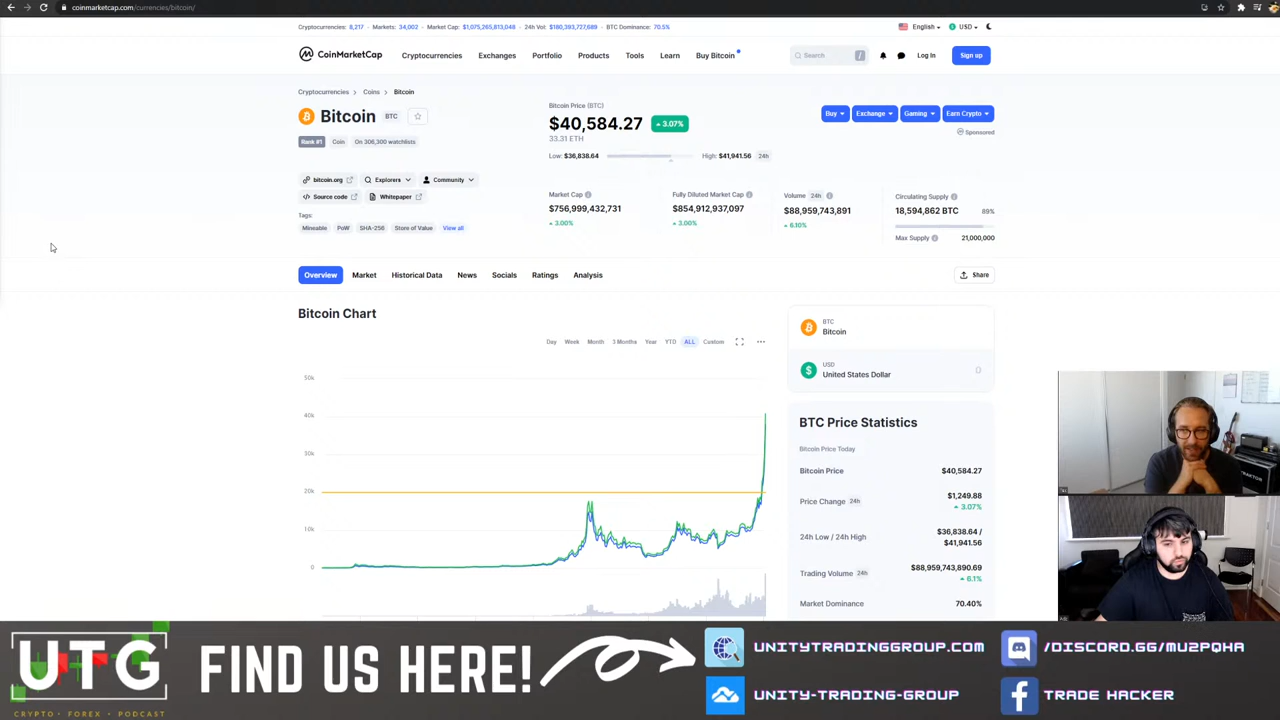 coinmarketcap.com/currencies/bitcoin/
Cryptocurrencies: 8,217 Markets: 34,002 Market Cap: $1,075,265,813,048 24h Vol: $180,393,727,689 BTC Dominance: 70.5%
English
USD
CoinMarketCap
Cryptocurrencies Exchanges Portfolio Products Tools Learn Buy Bitcoin
Search /
Log In
Sign up
Cryptocurrencies > Coins > Bitcoin
Bitcoin BTC
Rank #1 Coin On 306,300 watchlists
bitcoin.org Explorers Community
Source code Whitepaper
Tags:
Mineable PoW SHA-256 Store of Value View all
Bitcoin Price (BTC)
$40,584.27 3.07%
33.31 ETH
Low: $36,838.64 High: $41,941.56 24h
Buy Exchange Gaming Earn Crypto
Sponsored
Market Cap
$756,999,432,731
3.00%
Fully Diluted Market Cap
$854,912,937,097
3.06%
Volume 24h
$88,959,743,891
6.10%
Circulating Supply
18,594,862 BTC 89%
Max Supply 21,000,000
Overview Market Historical Data News Socials Ratings Analysis
Share
Bitcoin Chart
Day Week Month 3 Months Year YTD ALL Custom
50k
40k
30k
20k
10k
0
BTC
Bitcoin
USD
United States Dollar
0
BTC Price Statistics
Bitcoin Price Today
Bitcoin Price $40,584.27
Price Change 24h $1,249.88
3.07%
24h Low / 24h High $36,838.64 /
$41,941.56
Trading Volume 24h $88,959,743,890.69
6.1%
Market Dominance 70.40%
UTG
CRYPTO • FOREX • PODCAST
FIND US HERE!
UNITYTRADINGGROUP.COM
UNITY-TRADING-GROUP
/DISCORD.GG/MU2PQHA
TRADE HACKER